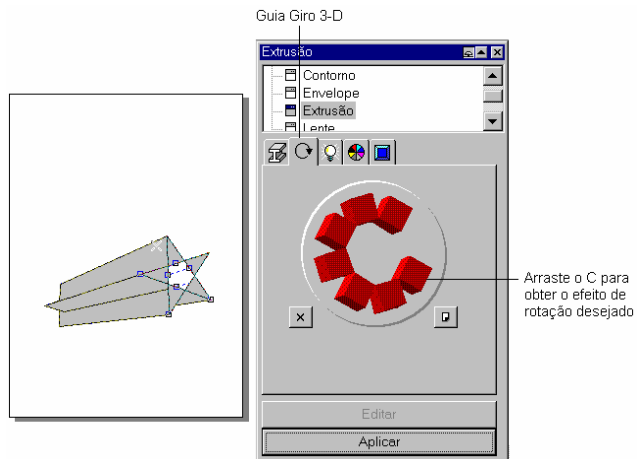 Guia Giro 3-D
Extrusão
Contorno
Envelope
Extrusão
Lente
Arraste o C para
obter o efeito de
rotação desejado
Editar
Aplicar